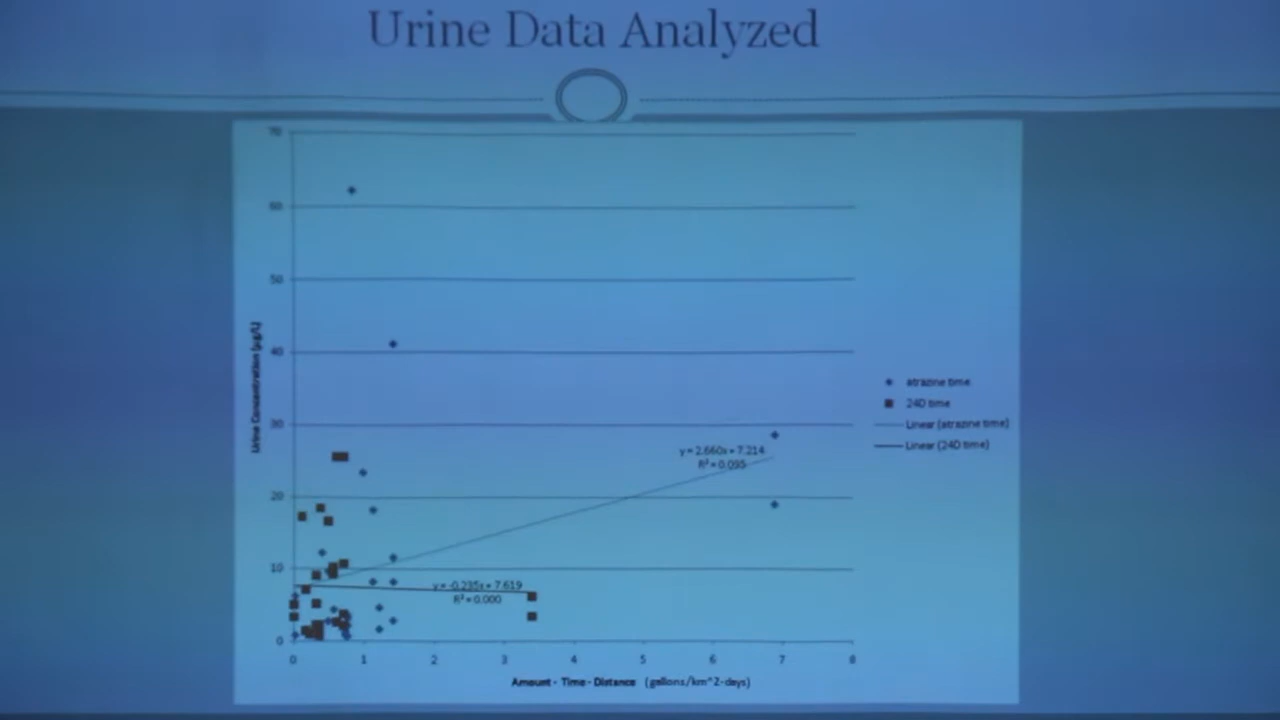 Urine Data Analyzed
70
60
50
40
30
20
10
0
Urine Concentration (µg/L)
y = 2.660x + 7.214
R² = 0.095
y = -0.235x + 7.619
R² = 0.000
0 1 2 3 4 5 6 7 8
Amount - Time - Distance (gallons/km^2-days)
atrazine time
24D time
Linear (atrazine time)
Linear (24D time)